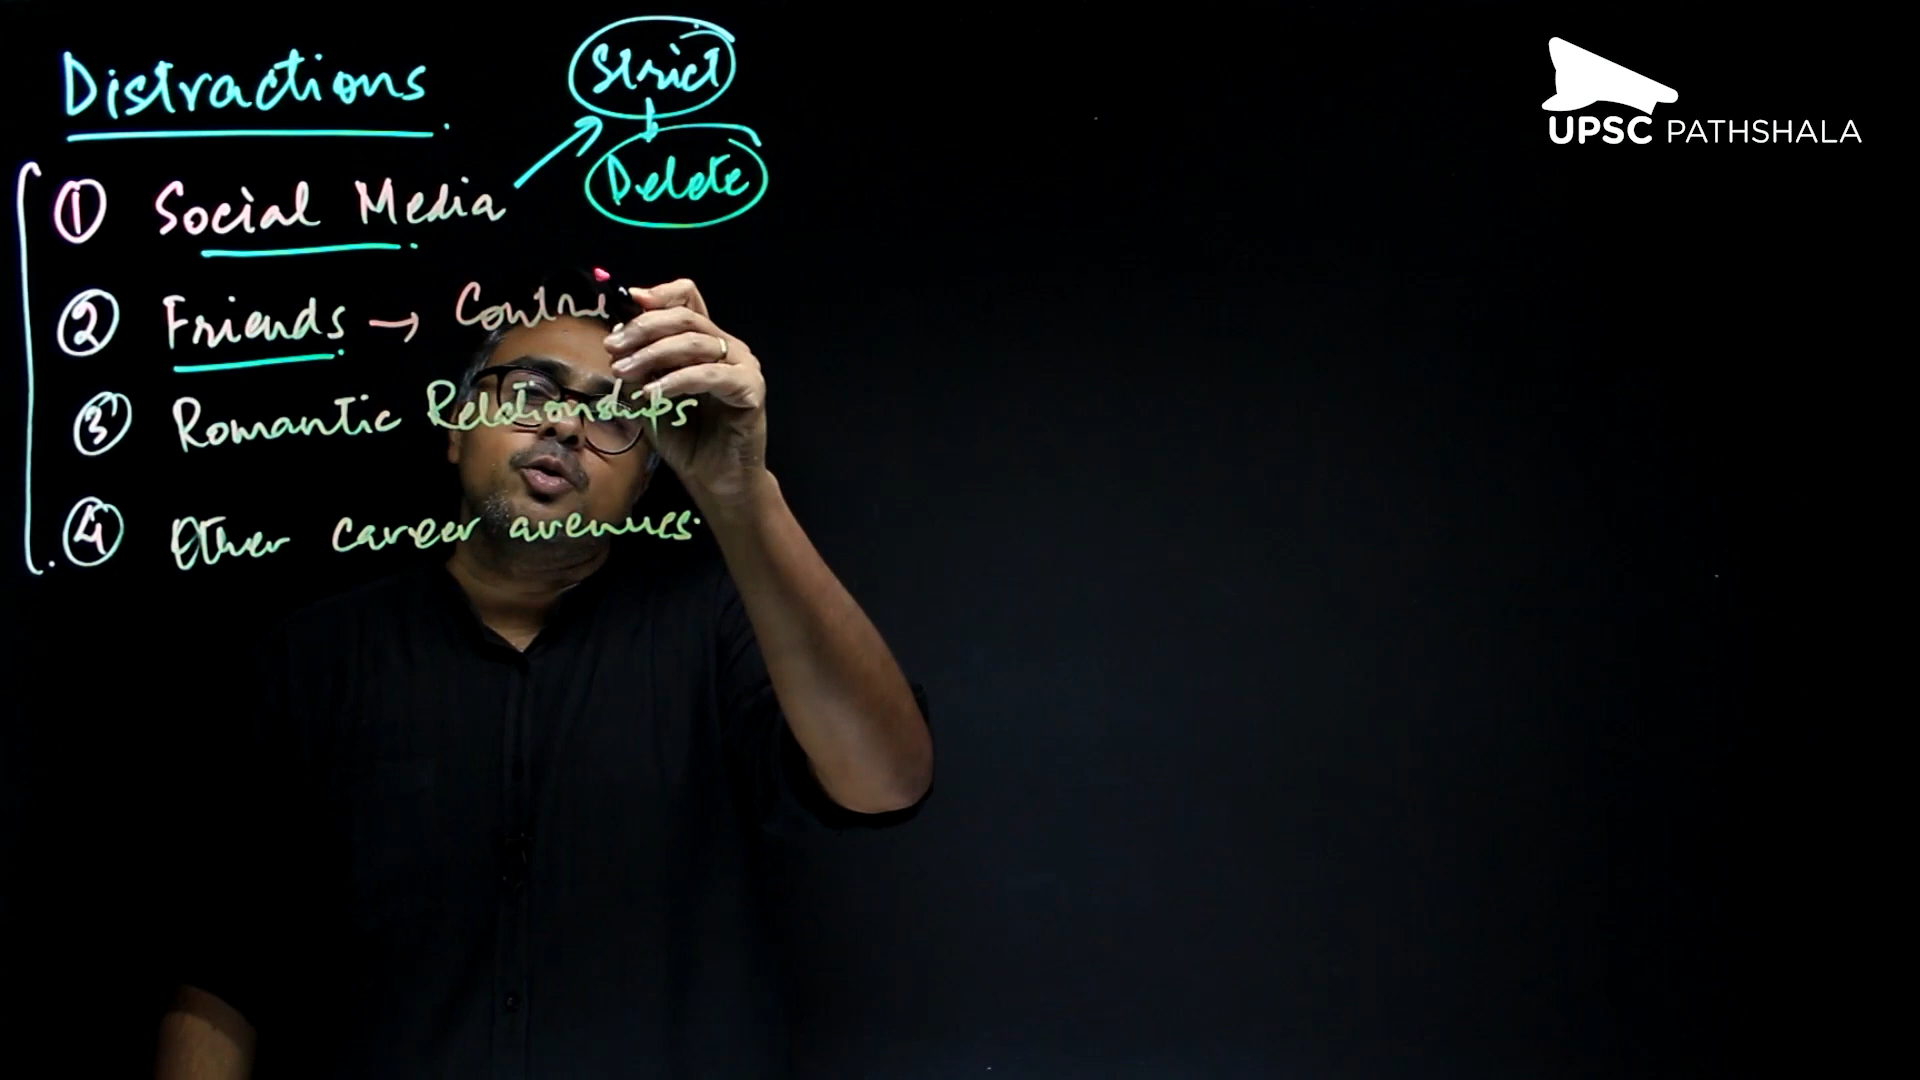 Distractions
Strict
Delete
UPSC PATHSHALA
① Social Media
② Friends →
③ Romantic Relationships
④ Other career avenues.